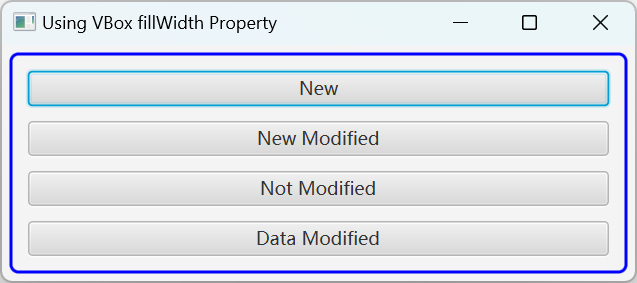 Using VBox fillWidth Property
New
New Modified
Not Modified
Data Modified